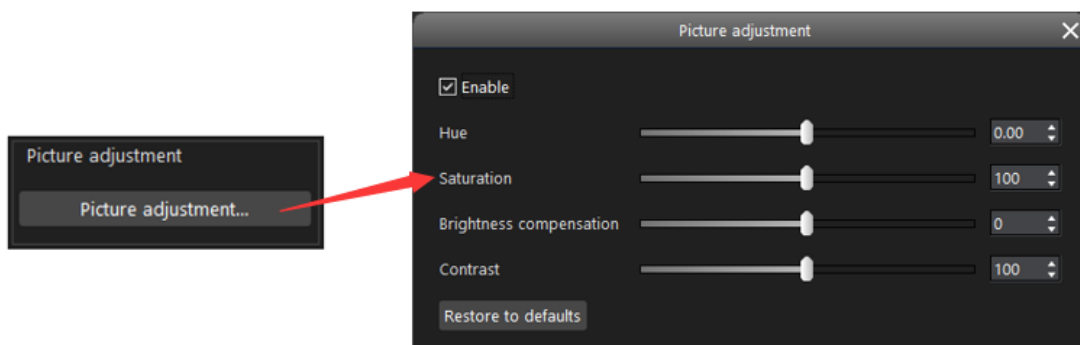 Picture adjustment
Picture adjustment...
Picture adjustment
Enable
Hue 0.00
Saturation 100
Brightness compensation 0
Contrast 100
Restore to defaults